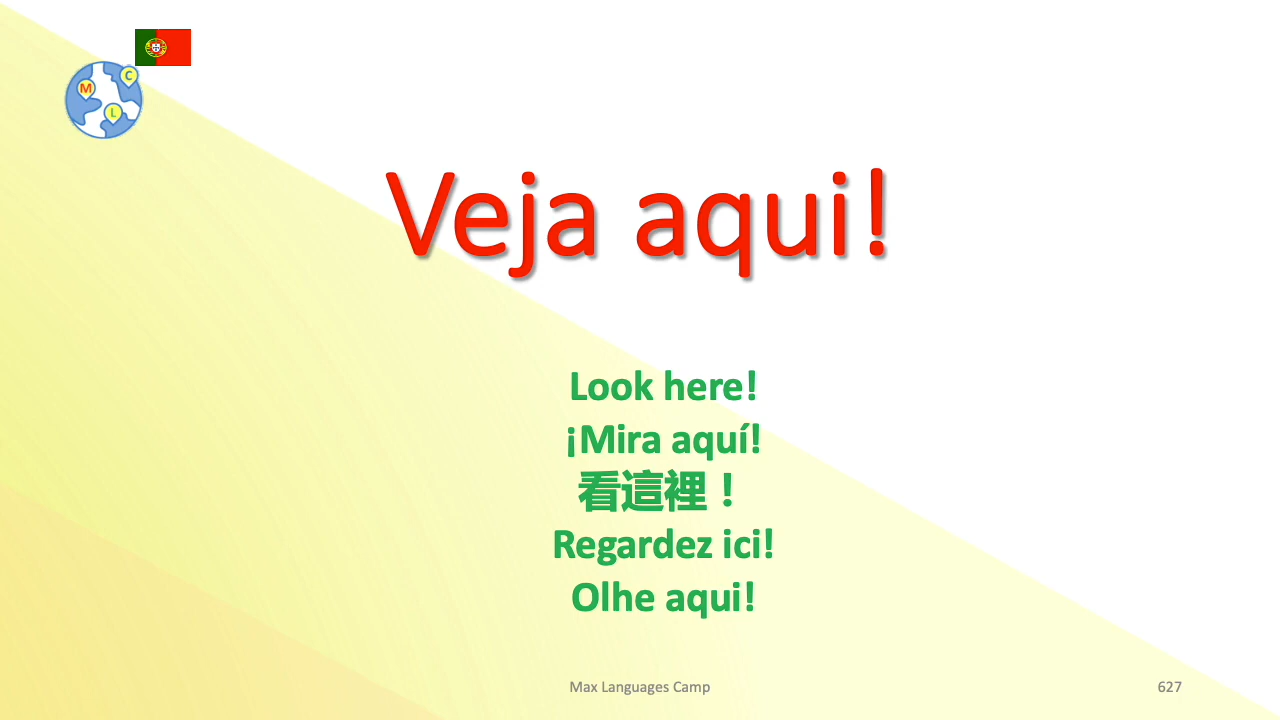 C
M
L
Veja aqui!
Look here!
¡Mira aquí!
看這裡！
Regardez ici!
Olhe aqui!
Max Languages Camp
627